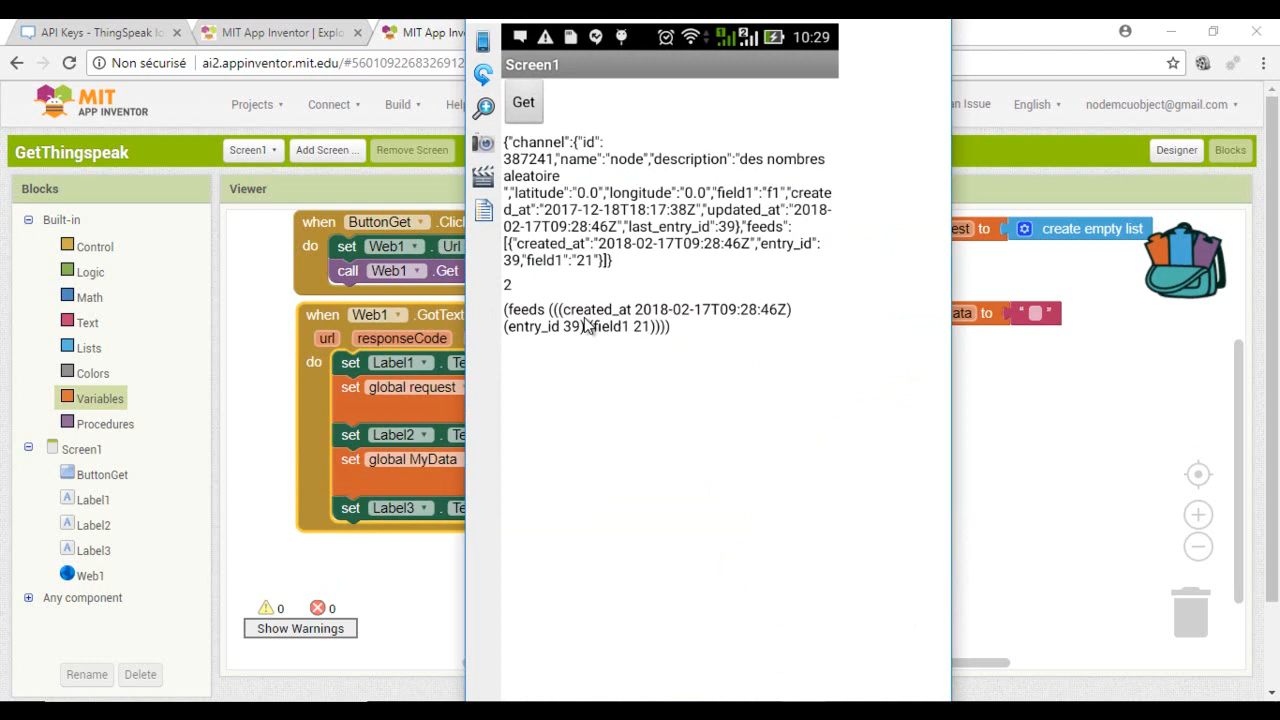 API Keys - ThingSpeak Io
MIT App Inventor | Explo
MIT App Inv
Non sécurisé
ai2.appinventor.mit.edu/#5601092268326912
MIT
APP INVENTOR
Projects
Connect
Build
Help
an Issue
English
nodemcuobject@gmail.com
GetThingspeak
Screen1
Add Screen ...
Remove Screen
Designer
Blocks
Blocks
Viewer
Built-in
Control
Logic
Math
Text
Lists
Colors
Variables
Procedures
Screen1
ButtonGet
Label1
Label2
Label3
Web1
Any component
Rename
Delete
when ButtonGet .Clic
do set Web1 . Url
call Web1 .Get
when Web1 .GotText
url responseCode
do set Label1 . Te
set global request
set Label2 . Te
set global MyData
set Label3 . Te
0 0
Show Warnings
1 2 10:29
Screen1
Get
{"channel":{"id":
387241,"name":"node","description":"des nombres
aleatoire
","latitude":"0.0","longitude":"0.0","field1":"f1","create
d_at":"2017-12-18T18:17:38Z","updated_at":"2018-
02-17T09:28:46Z","last_entry_id":39},"feeds":
[{"created_at":"2018-02-17T09:28:46Z","entry_id":
39,"field1":"21"}]}
2
(feeds (((created_at 2018-02-17T09:28:46Z)
(entry_id 39) (field1 21))))
est to create empty list
ata to " "